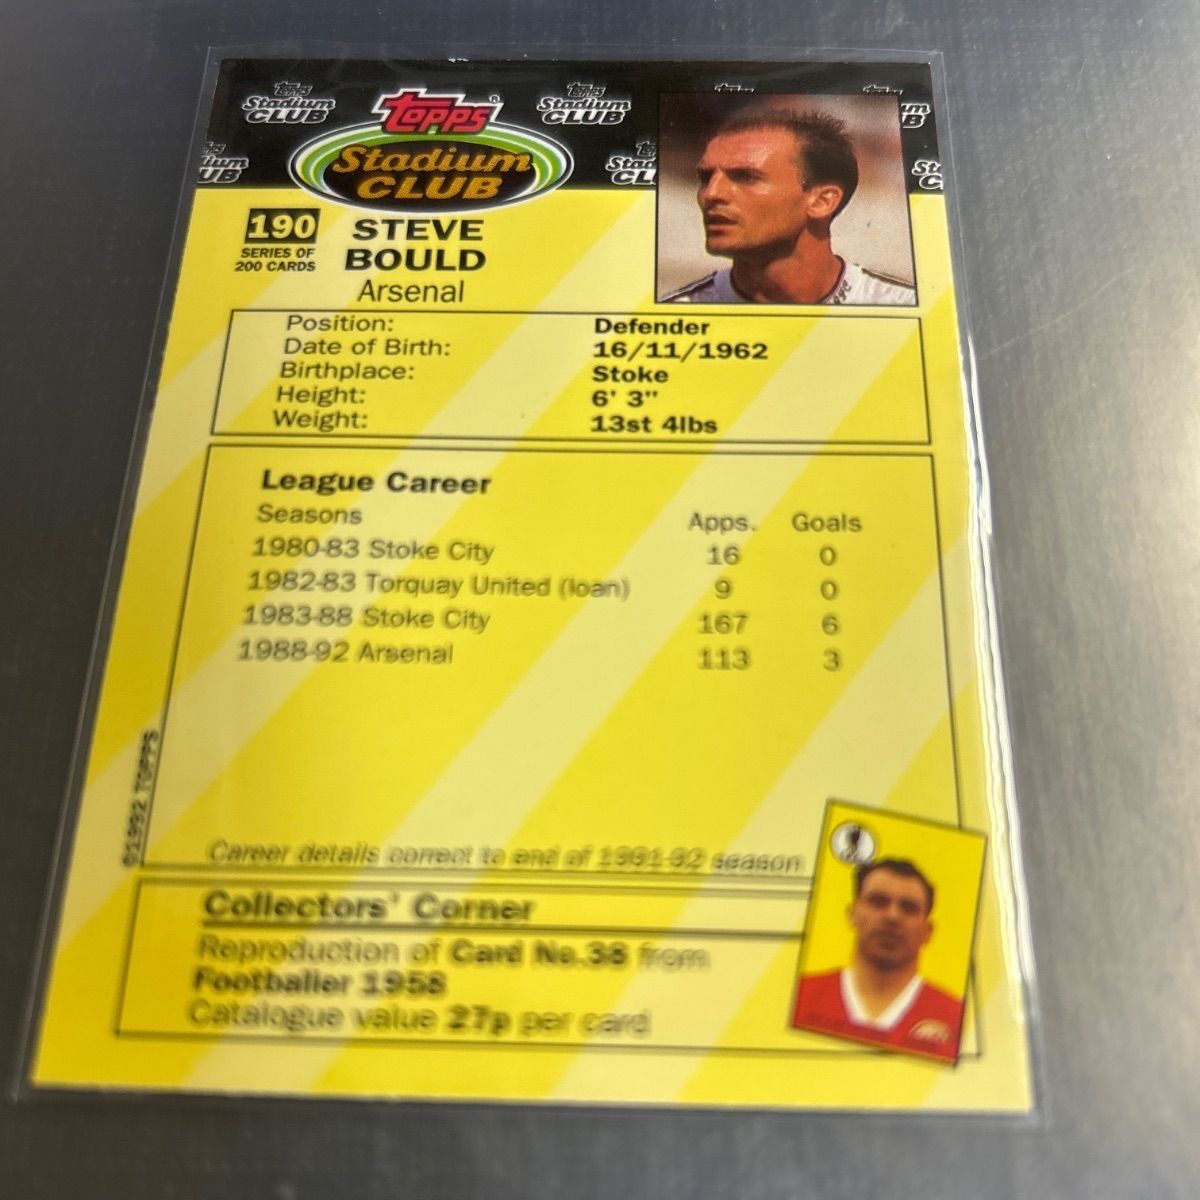 topps
Stadium
CLUB
190
SERIES OF
200 CARDS
STEVE
BOULD
Arsenal
Position: Defender
Date of Birth: 16/11/1962
Birthplace: Stoke
Height: 6' 3"
Weight: 13st 4lbs
League Career
Seasons Apps. Goals
1980-83 Stoke City 16 0
1982-83 Torquay United (loan) 9 0
1983-88 Stoke City 167 6
1988-92 Arsenal 113 3
©1992 TOPPS
Career details correct to end of 1991-92 season
Collectors' Corner
Reproduction of Card No.38 from
Footballer 1958
Catalogue value 27p per card